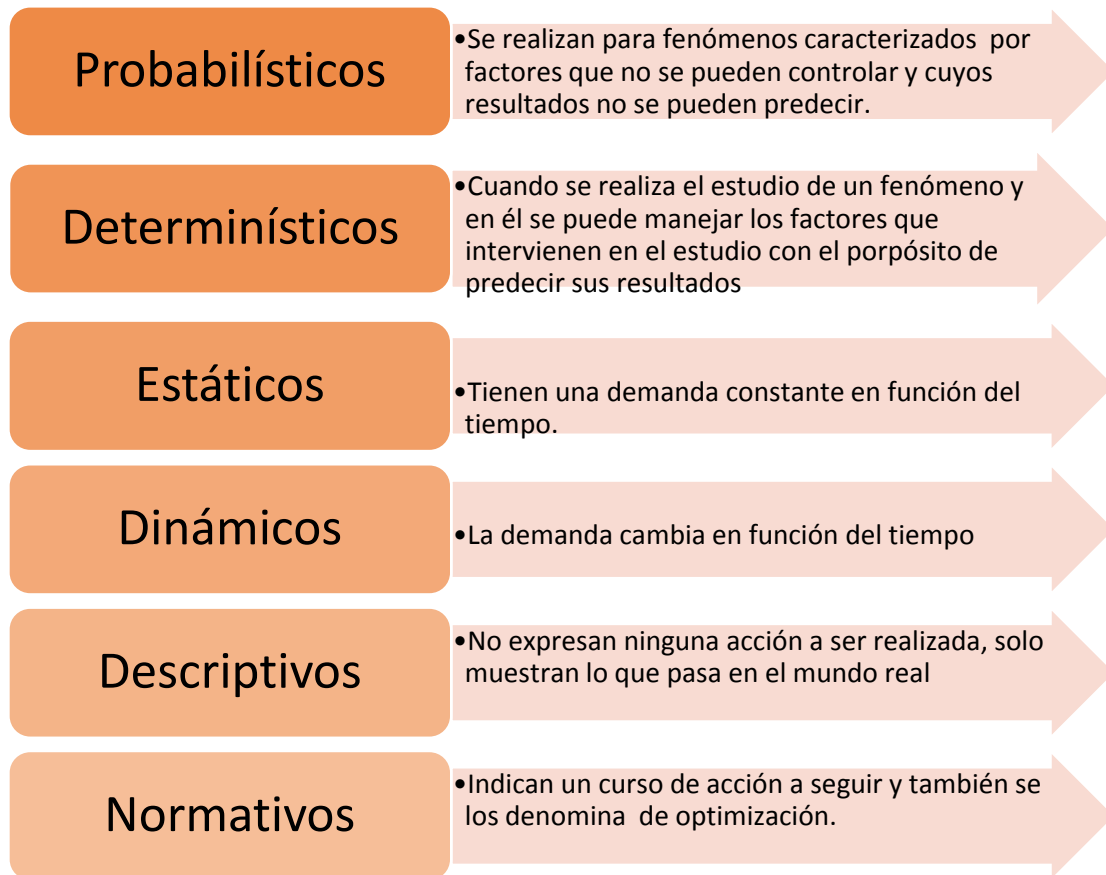 Probabilísticos
•Se realizan para fenómenos caracterizados  por
factores que no se pueden controlar y cuyos
resultados no se pueden predecir.
Determinísticos
•Cuando se realiza el estudio de un fenómeno y
en él se puede manejar los factores que
intervienen en el estudio con el porpósito de
predecir sus resultados
Estáticos
•Tienen una demanda constante en función del
tiempo.
Dinámicos
•La demanda cambia en función del tiempo
Descriptivos
•No expresan ninguna acción a ser realizada, solo
muestran lo que pasa en el mundo real
Normativos
•Indican un curso de acción a seguir y también se
los denomina  de optimización.